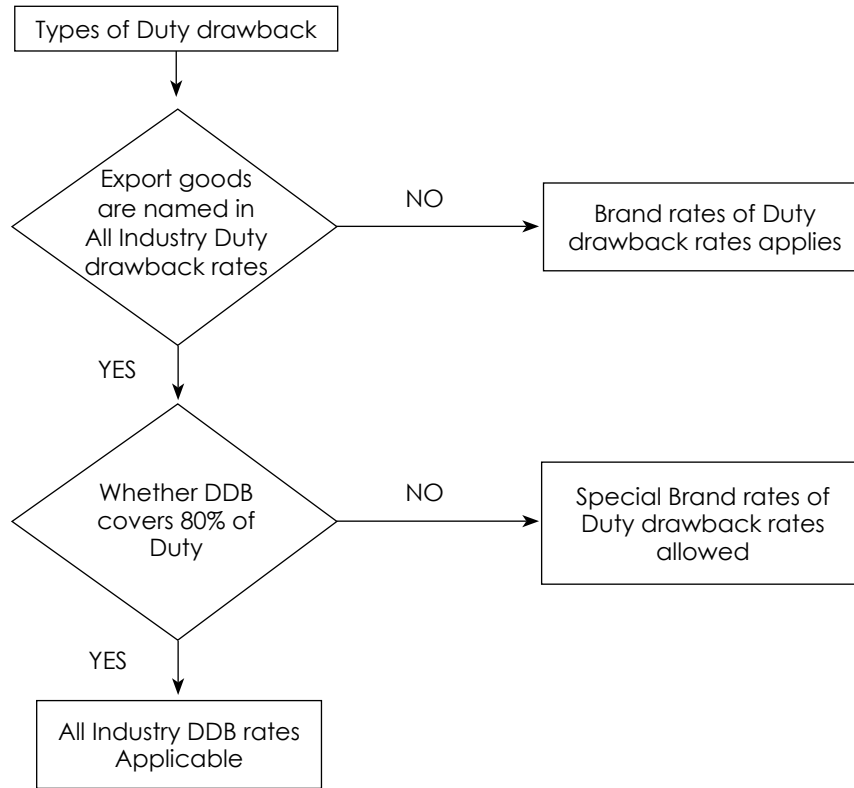 Types of Duty drawback
Export goods
are named in
All Industry Duty
drawback rates
NO
Brand rates of Duty
drawback rates applies
YES
Whether DDB
covers 80% of
Duty
NO
Special Brand rates of
Duty drawback rates
allowed
YES
All Industry DDB rates
Applicable